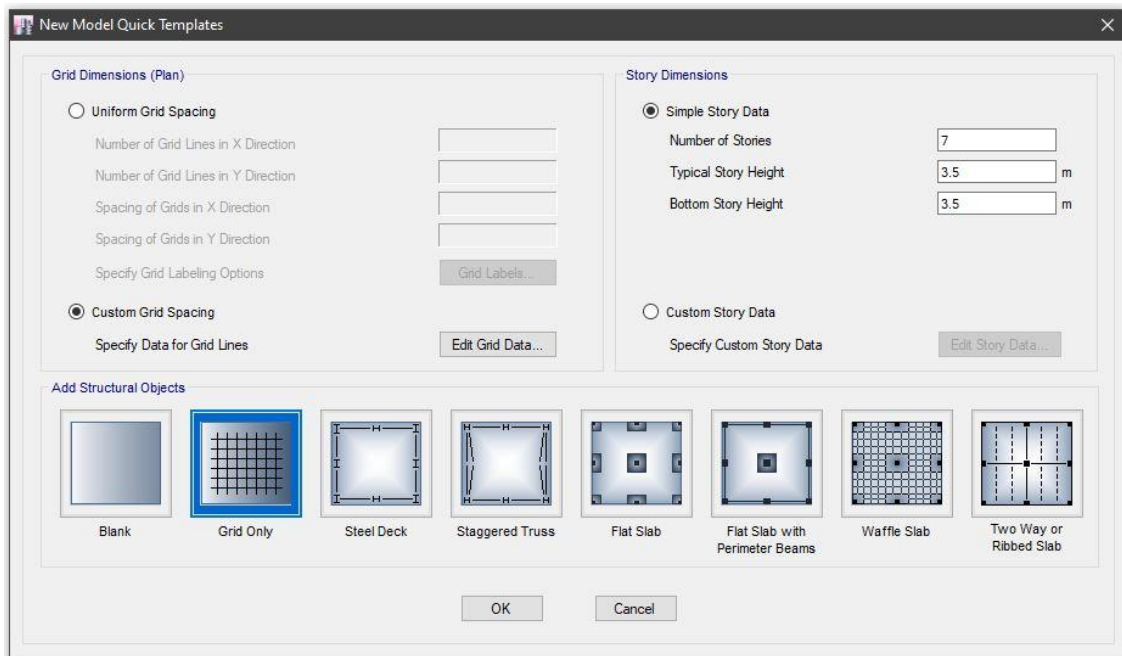 New Model Quick Templates
Grid Dimensions (Plan)
Uniform Grid Spacing
Number of Grid Lines in X Direction
Number of Grid Lines in Y Direction
Spacing of Grids in X Direction
Spacing of Grids in Y Direction
Specify Grid Labeling Options
Grid Labels...
Custom Grid Spacing
Specify Data for Grid Lines
Edit Grid Data...
Story Dimensions
Simple Story Data
Number of Stories 7
Typical Story Height 3.5 m
Bottom Story Height 3.5 m
Custom Story Data
Specify Custom Story Data
Edit Story Data...
Add Structural Objects
Blank
Grid Only
Steel Deck
Staggered Truss
Flat Slab
Flat Slab with
Perimeter Beams
Waffle Slab
Two Way or
Ribbed Slab
OK
Cancel